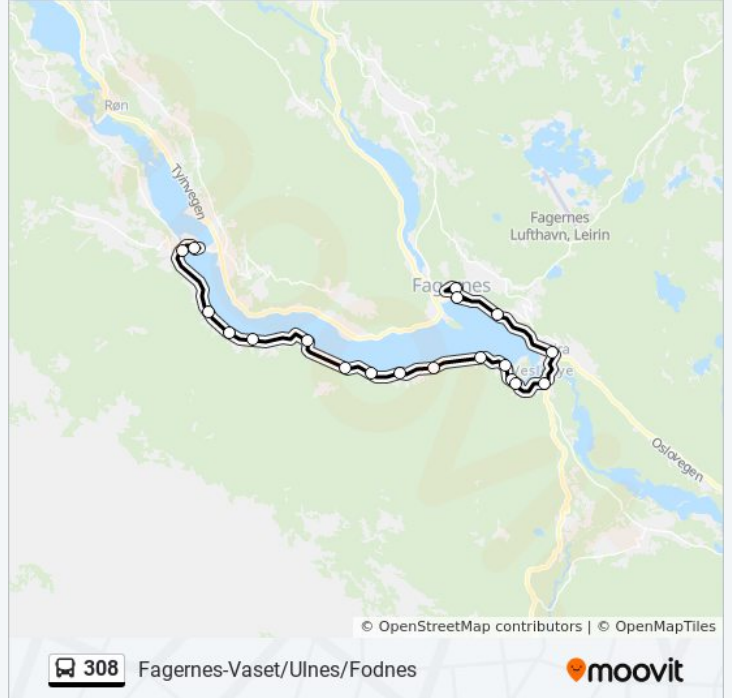 Røn
Tyinvegen
Fagernes
Lufthavn, Leirin
Fagernes
Oslovegen
© OpenStreetMap contributors | © OpenMapTiles
308 Fagernes-Vaset/Ulnes/Fodnes
moovit